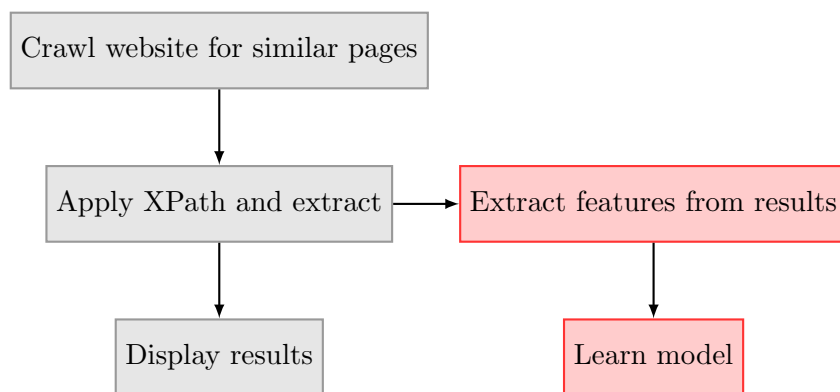 Crawl website for similar pages
Apply XPath and extract
Extract features from results
Display results
Learn model